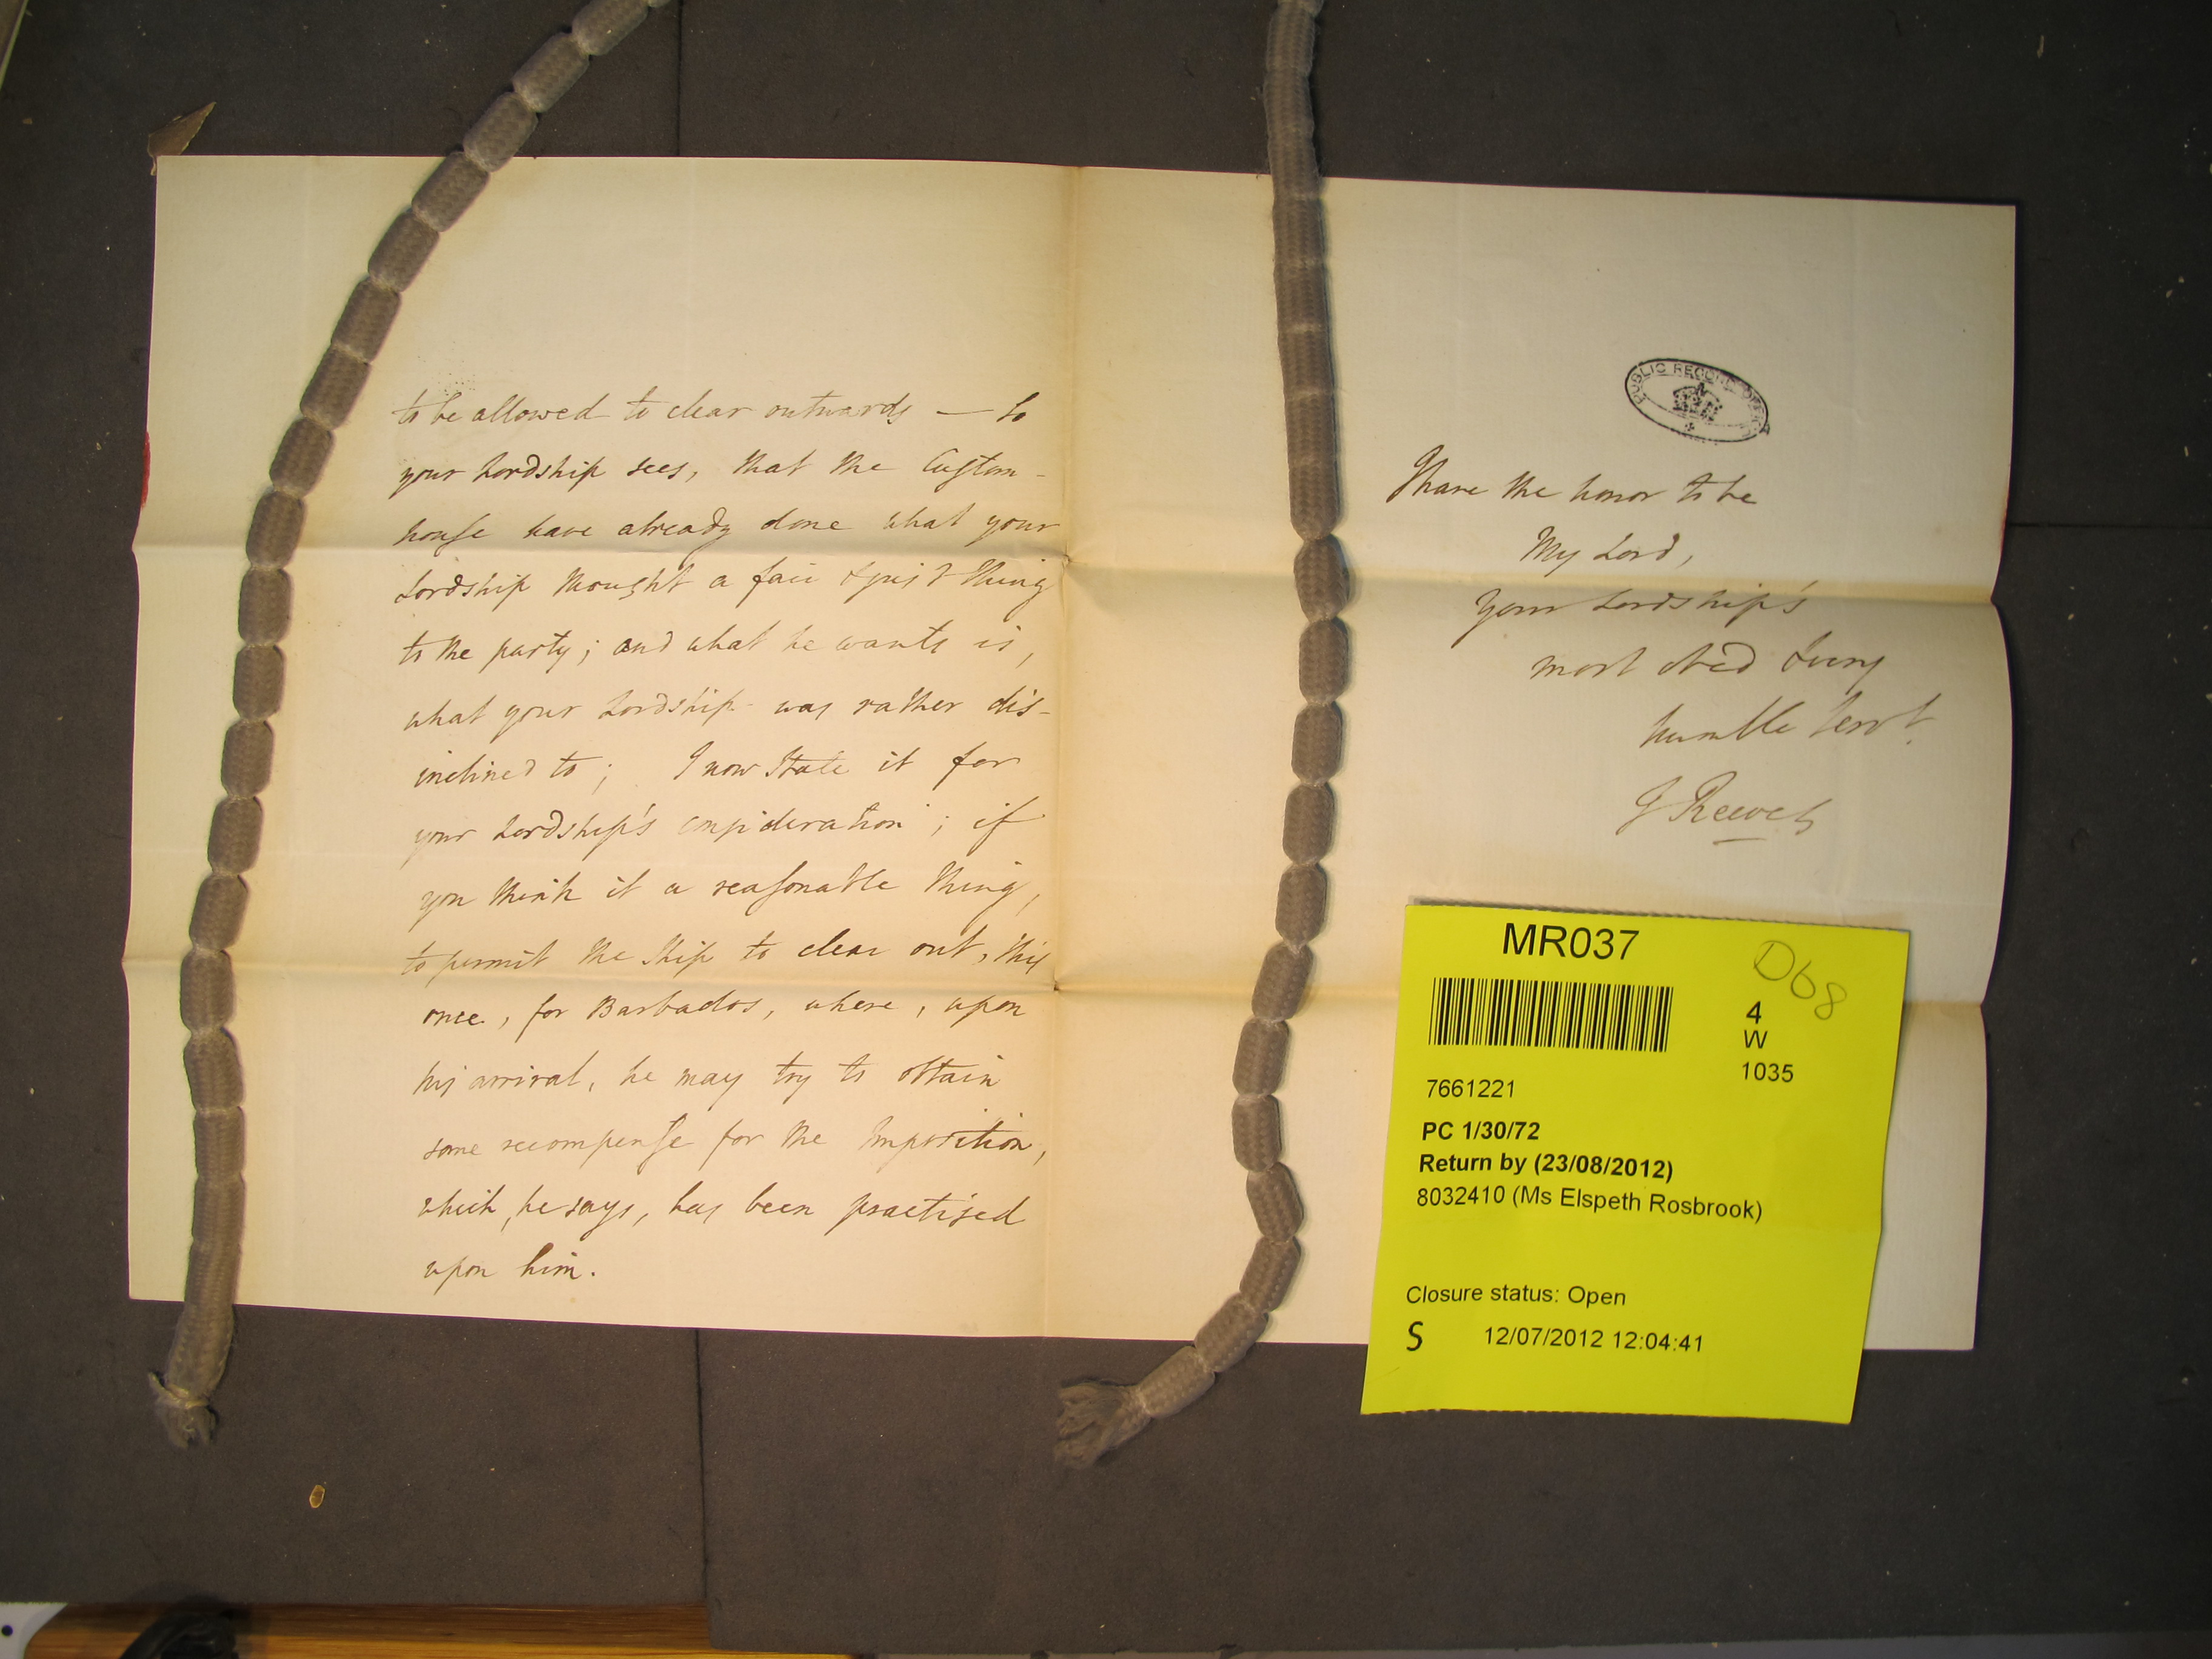 to be allowed to clear outwards — So
your Lordship sees, that the Custom-
house have already done what your
Lordship thought a fair & just thing
to the party; and what he wants is,
what your Lordship was rather dis-
inclined to; I now State it for
your Lordship's consideration; if
you think it a reasonable thing,
to permit the Ship to clear out, this
once, for Barbados, where, upon
his arrival, he may try to obtain
some recompense for the Imposition,
which, he says, has been practised
upon him.
PUBLIC RECORD OFFICE
I have the honor to be
My Lord,
Your Lordship's
most obed &very
humble Servt.
J Reeves
MR037
D68
4
W
1035
7661221
PC 1/30/72
Return by (23/08/2012)
8032410 (Ms Elspeth Rosbrook)
Closure status: Open
S 12/07/2012 12:04:41